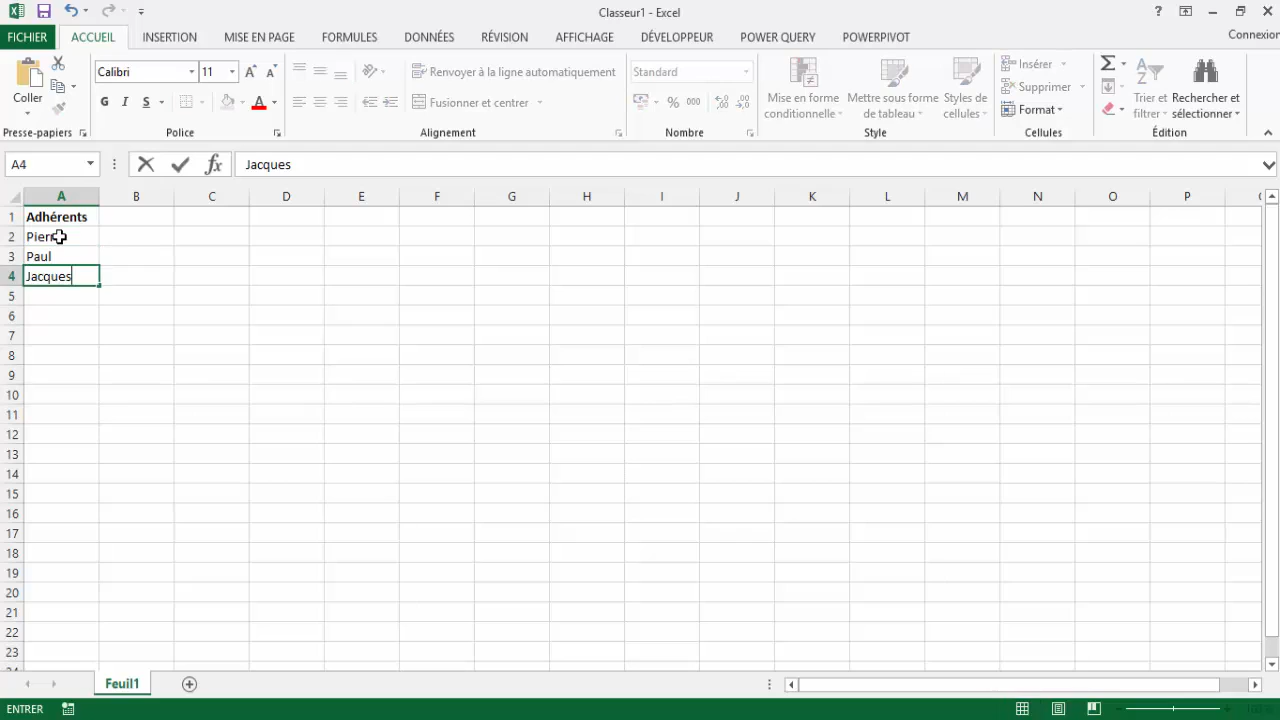 Classeur1 - Excel
?
FICHIER ACCUEIL INSERTION MISE EN PAGE FORMULES DONNÉES RÉVISION AFFICHAGE DÉVELOPPEUR POWER QUERY POWERPIVOT Connexion
Coller
Presse-papiers
Calibri 11
G I S A
Police
Renvoyer à la ligne automatiquement
Fusionner et centrer
Alignement
Standard
% 000
Nombre
Mise en forme conditionnelle
Mettre sous forme de tableau
Styles de cellules
Style
Insérer
Supprimer
Format
Cellules
Trier et filtrer
Rechercher et sélectionner
Édition
A4 fx Jacques
A B C D E F G H I J K L M N O P
1 Adhérents
2
3 Paul
4 Jacques
5
6
7
8
9
10
11
12
13
14
15
16
17
18
19
20
21
22
23
Feuil1
ENTRER